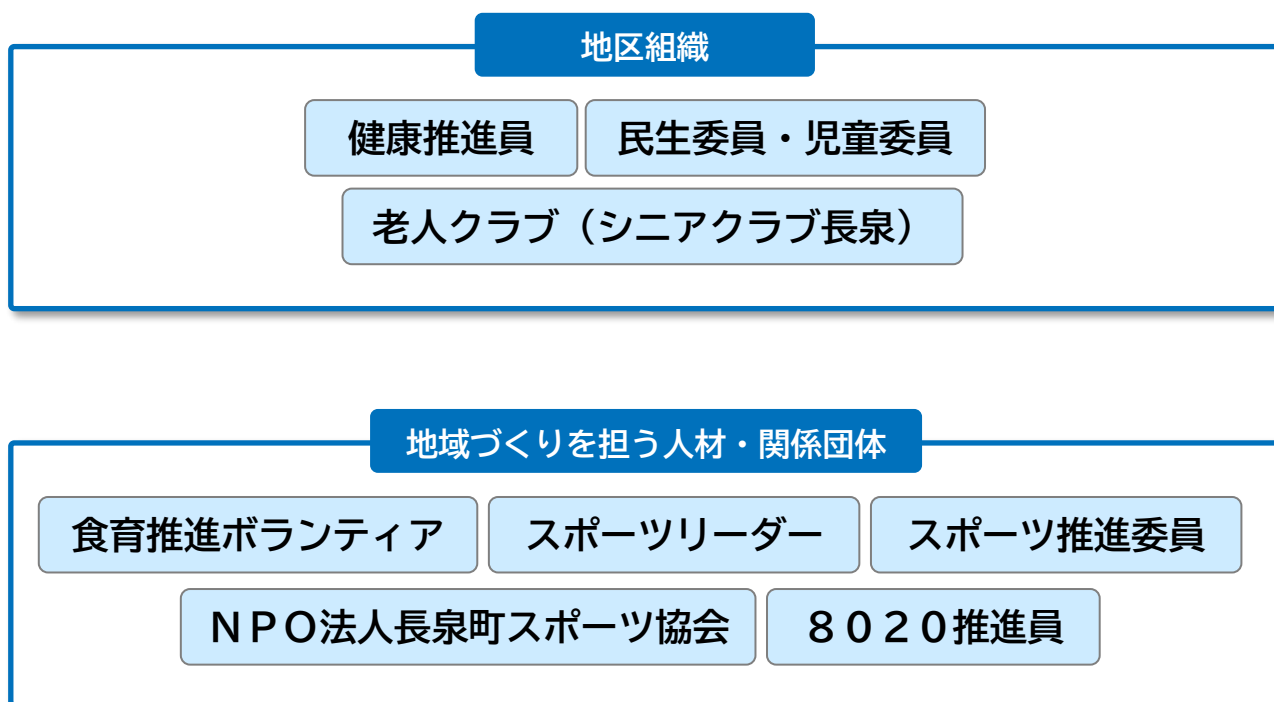 地区組織
健康推進員 民生委員・児童委員
老人クラブ（シニアクラブ長泉）
地域づくりを担う人材・関係団体
食育推進ボランティア スポーツリーダー スポーツ推進委員
ＮＰＯ法人長泉町スポーツ協会 ８０２０推進員